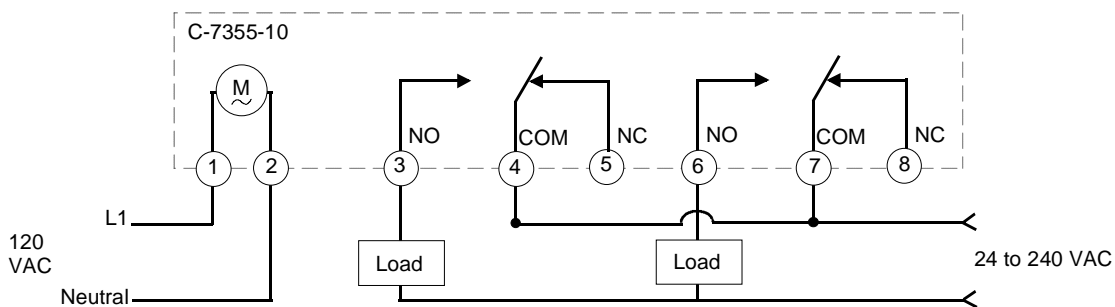 C-7355-10
M
NO
COM
NC
NO
COM
NC
1
2
3
4
5
6
7
8
L1
120
VAC
Load
Load
24 to 240 VAC
Neutral